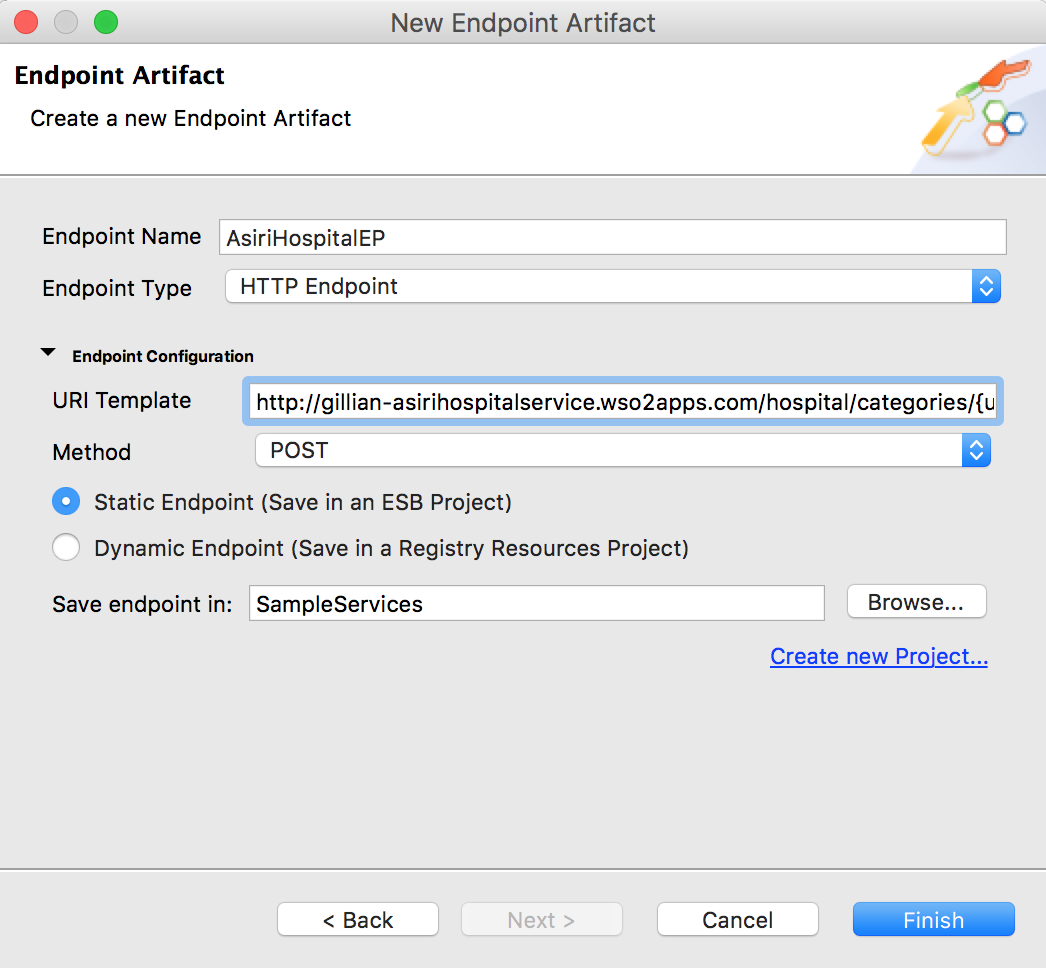 New Endpoint Artifact
Endpoint Artifact
Create a new Endpoint Artifact
Endpoint Name AsiriHospitalEP
Endpoint Type HTTP Endpoint
Endpoint Configuration
URI Template http://gillian-asirihospitalservice.wso2apps.com/hospital/categories/{u
Method POST
Static Endpoint (Save in an ESB Project)
Dynamic Endpoint (Save in a Registry Resources Project)
Save endpoint in: SampleServices Browse...
Create new Project...
< Back Next > Cancel Finish